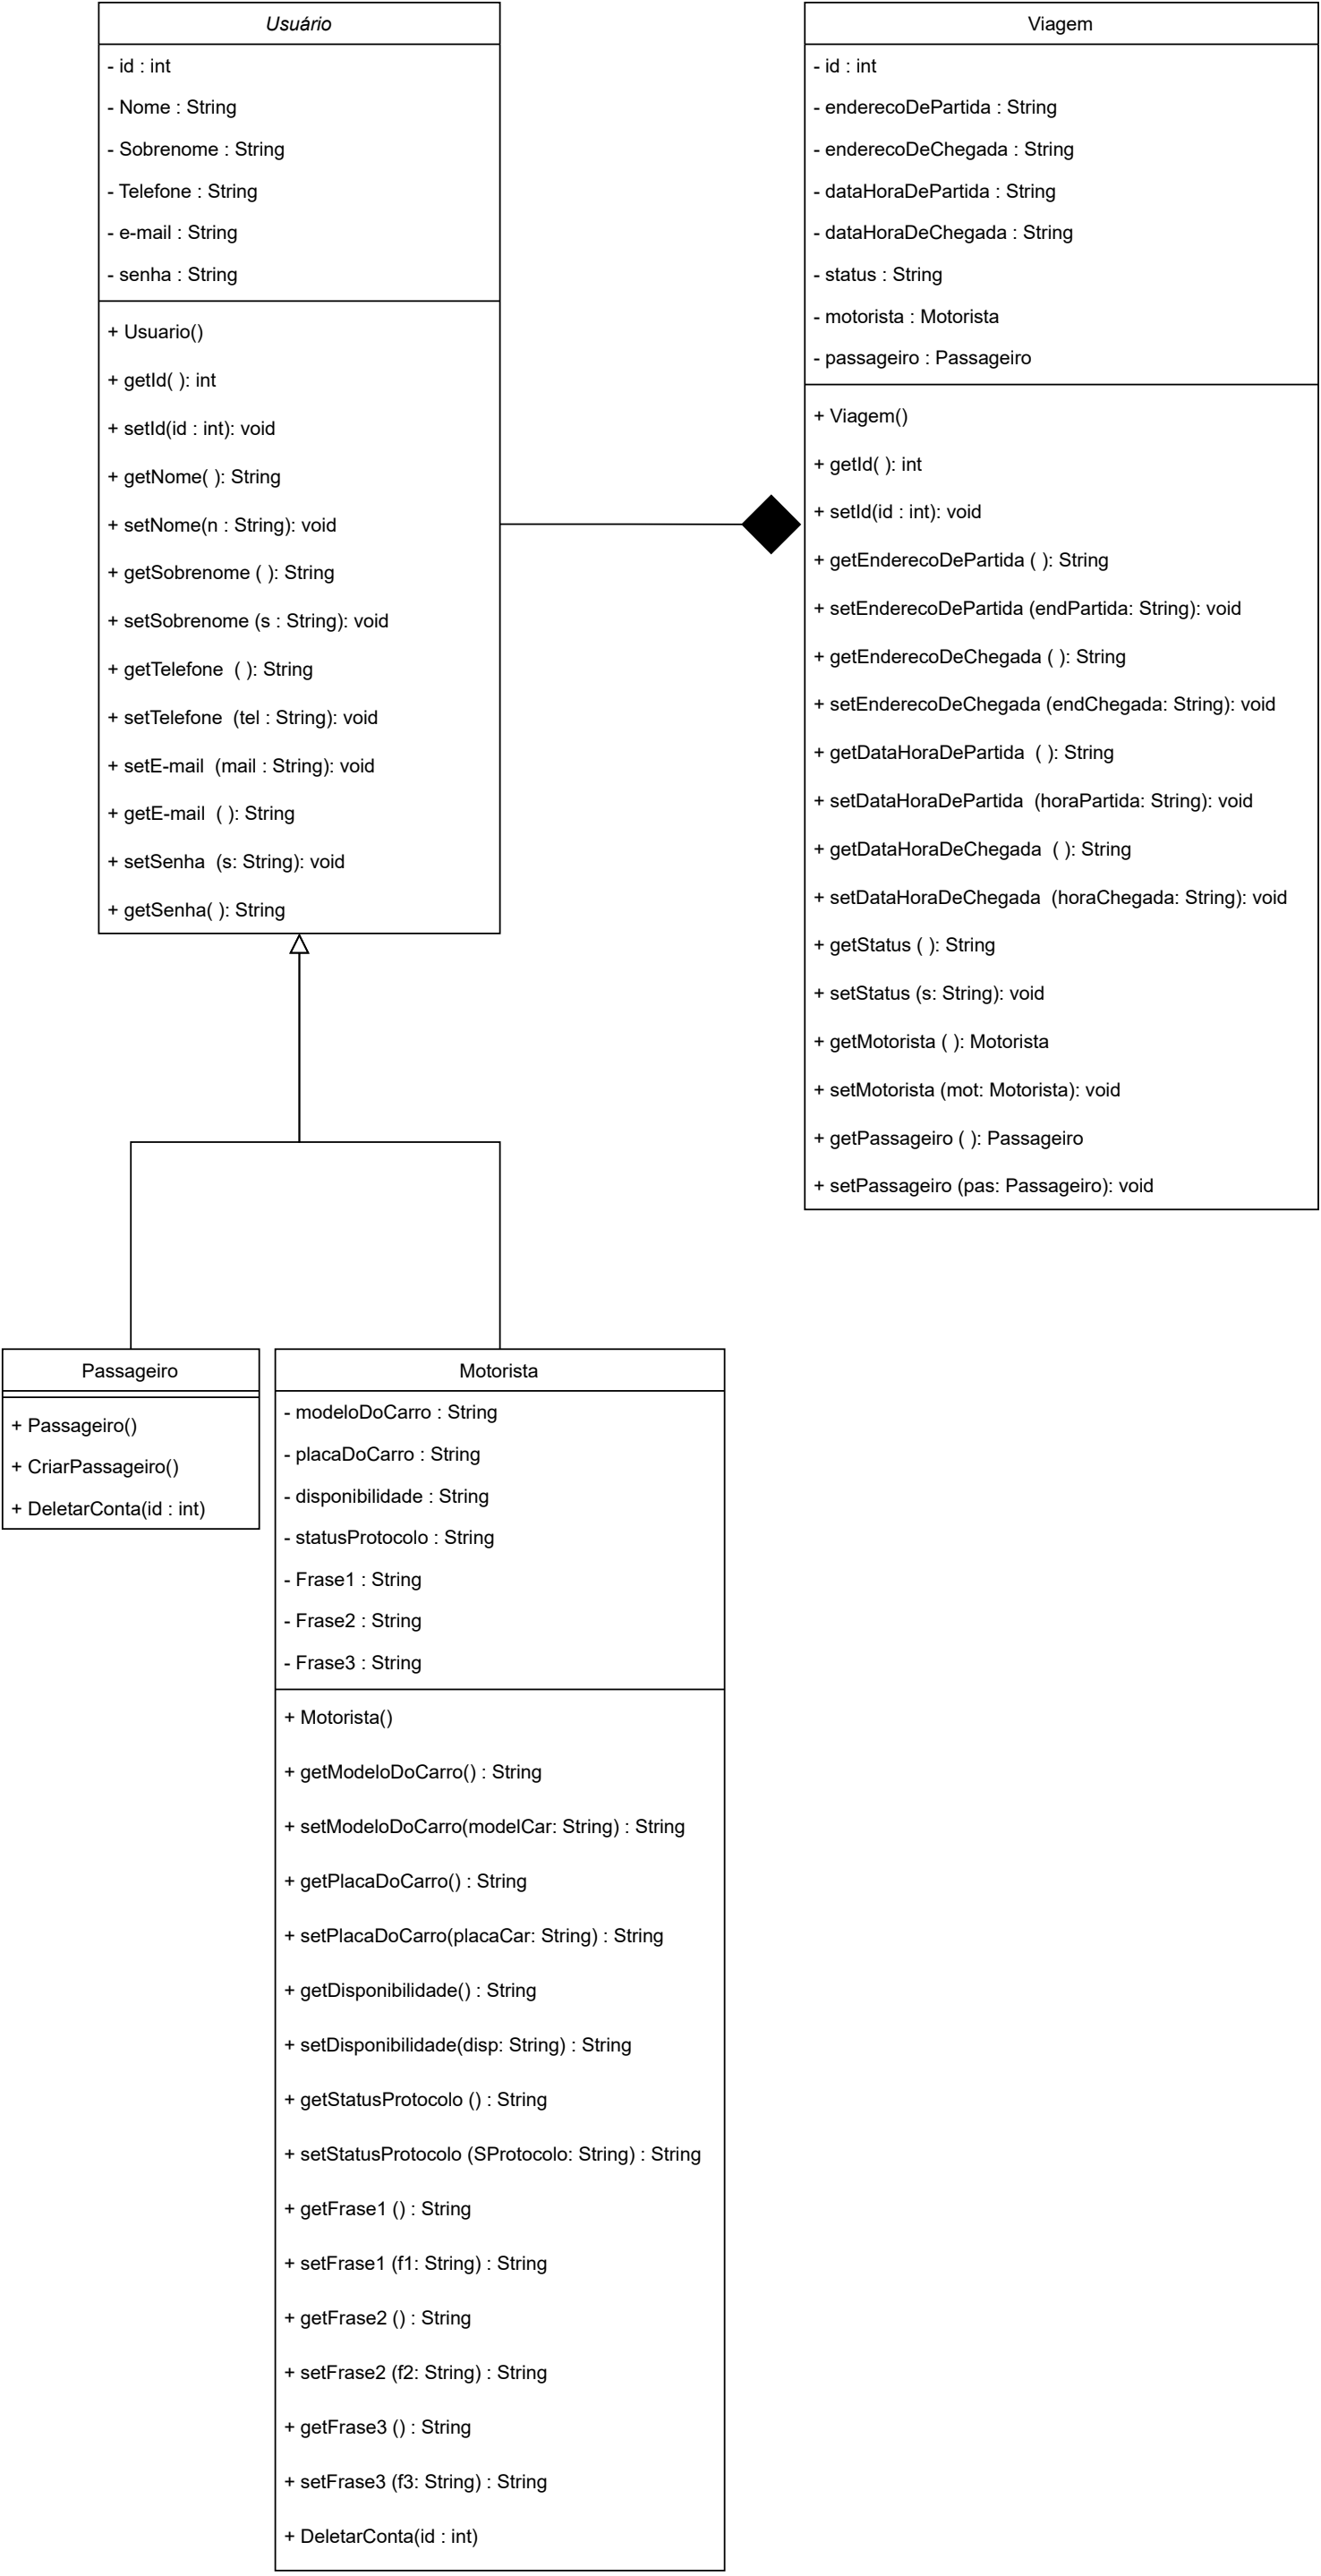 Usuário
- id : int
- Nome : String
- Sobrenome : String
- Telefone : String
- e-mail : String
- senha : String
+ Usuario()
+ getId( ): int
+ setId(id : int): void
+ getNome( ): String
+ setNome(n : String): void
+ getSobrenome ( ): String
+ setSobrenome (s : String): void
+ getTelefone  ( ): String
+ setTelefone  (tel : String): void
+ setE-mail  (mail : String): void
+ getE-mail  ( ): String
+ setSenha  (s: String): void
+ getSenha( ): String
Viagem
- id : int
- enderecoDePartida : String
- enderecoDeChegada : String
- dataHoraDePartida : String
- dataHoraDeChegada : String
- status : String
- motorista : Motorista
- passageiro : Passageiro
+ Viagem()
+ getId( ): int
+ setId(id : int): void
+ getEnderecoDePartida ( ): String
+ setEnderecoDePartida (endPartida: String): void
+ getEnderecoDeChegada ( ): String
+ setEnderecoDeChegada (endChegada: String): void
+ getDataHoraDePartida  ( ): String
+ setDataHoraDePartida  (horaPartida: String): void
+ getDataHoraDeChegada  ( ): String
+ setDataHoraDeChegada  (horaChegada: String): void
+ getStatus ( ): String
+ setStatus (s: String): void
+ getMotorista ( ): Motorista
+ setMotorista (mot: Motorista): void
+ getPassageiro ( ): Passageiro
+ setPassageiro (pas: Passageiro): void
Passageiro
+ Passageiro()
+ CriarPassageiro()
+ DeletarConta(id : int)
Motorista
- modeloDoCarro : String
- placaDoCarro : String
- disponibilidade : String
- statusProtocolo : String
- Frase1 : String
- Frase2 : String
- Frase3 : String
+ Motorista()
+ getModeloDoCarro() : String
+ setModeloDoCarro(modelCar: String) : String
+ getPlacaDoCarro() : String
+ setPlacaDoCarro(placaCar: String) : String
+ getDisponibilidade() : String
+ setDisponibilidade(disp: String) : String
+ getStatusProtocolo () : String
+ setStatusProtocolo (SProtocolo: String) : String
+ getFrase1 () : String
+ setFrase1 (f1: String) : String
+ getFrase2 () : String
+ setFrase2 (f2: String) : String
+ getFrase3 () : String
+ setFrase3 (f3: String) : String
+ DeletarConta(id : int)